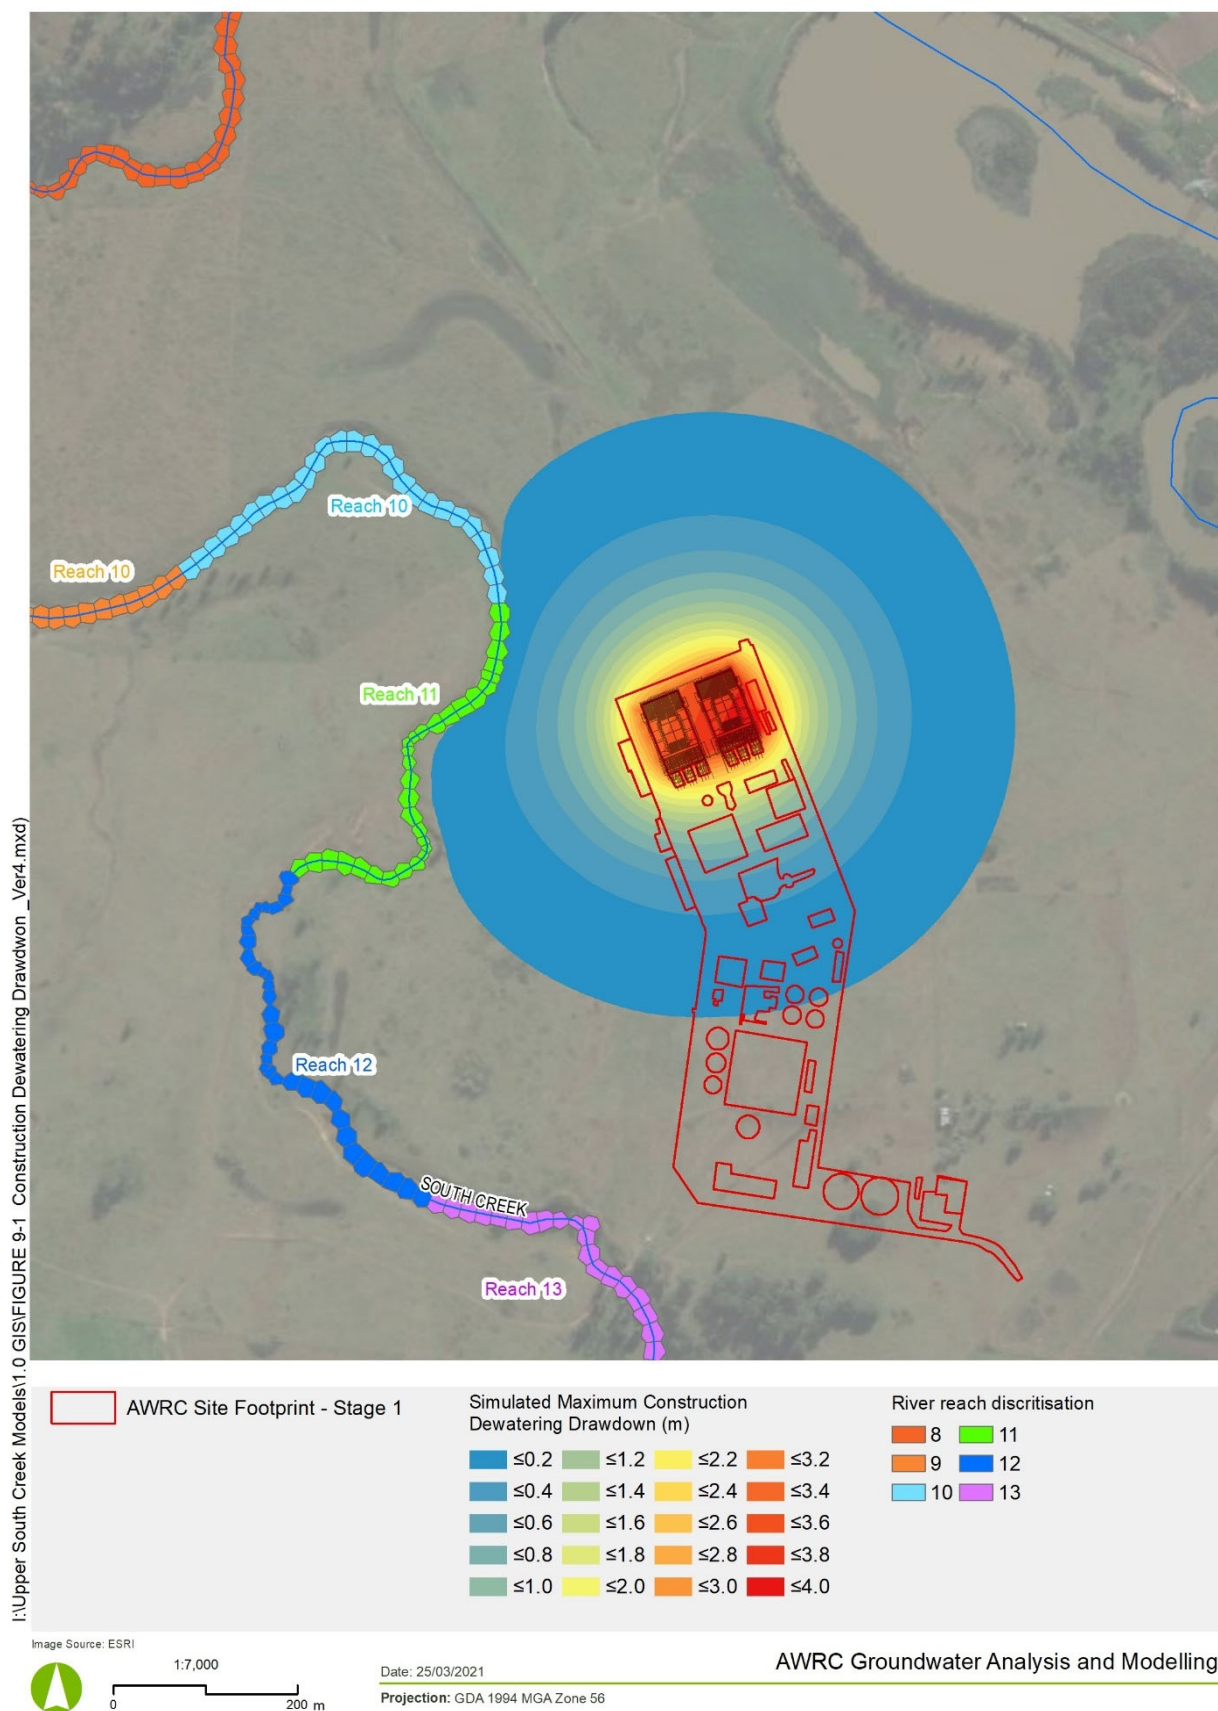 Reach 10
Reach 10
Reach 11
Reach 12
SOUTH CREEK
Reach 13
I:\Upper South Creek Models\1.0 GIS\FIGURE 9-1 Construction Dewatering Drawdwon _Ver4.mxd)
AWRC Site Footprint - Stage 1
Simulated Maximum Construction
Dewatering Drawdown (m)
≤0.2 ≤1.2 ≤2.2 ≤3.2
≤0.4 ≤1.4 ≤2.4 ≤3.4
≤0.6 ≤1.6 ≤2.6 ≤3.6
≤0.8 ≤1.8 ≤2.8 ≤3.8
≤1.0 ≤2.0 ≤3.0 ≤4.0
River reach discritisation
8 11
9 12
10 13
Image Source: ESRI
1:7,000
0 200 m
Date: 25/03/2021
Projection: GDA 1994 MGA Zone 56
AWRC Groundwater Analysis and Modelling